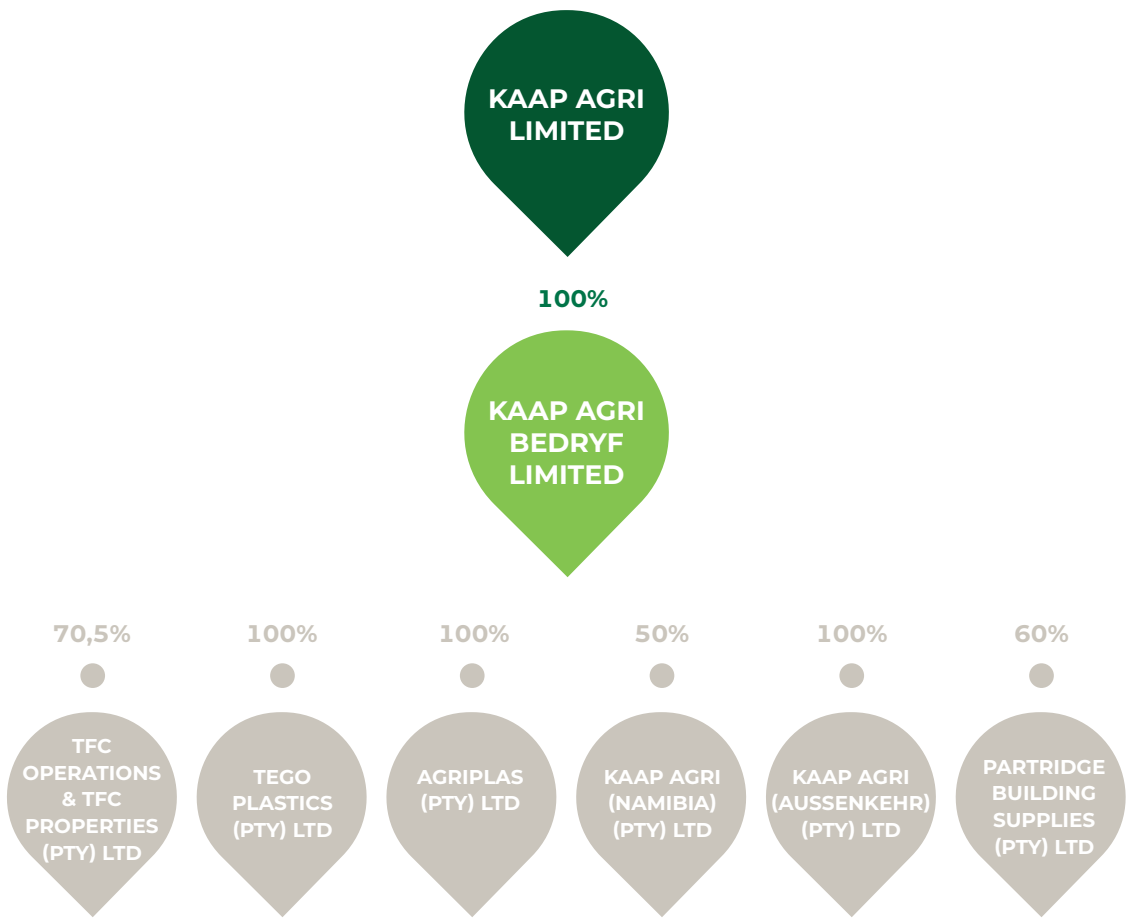 KAAP AGRI
LIMITED
100%
KAAP AGRI
BEDRYF
LIMITED
70,5%
100%
100%
50%
100%
60%
TFC
OPERATIONS
& TFC
PROPERTIES
(PTY) LTD
TEGO
PLASTICS
(PTY) LTD
AGRIPLAS
(PTY) LTD
KAAP AGRI
(NAMIBIA)
(PTY) LTD
KAAP AGRI
(AUSSENKEHR)
(PTY) LTD
PARTRIDGE
BUILDING
SUPPLIES
(PTY) LTD